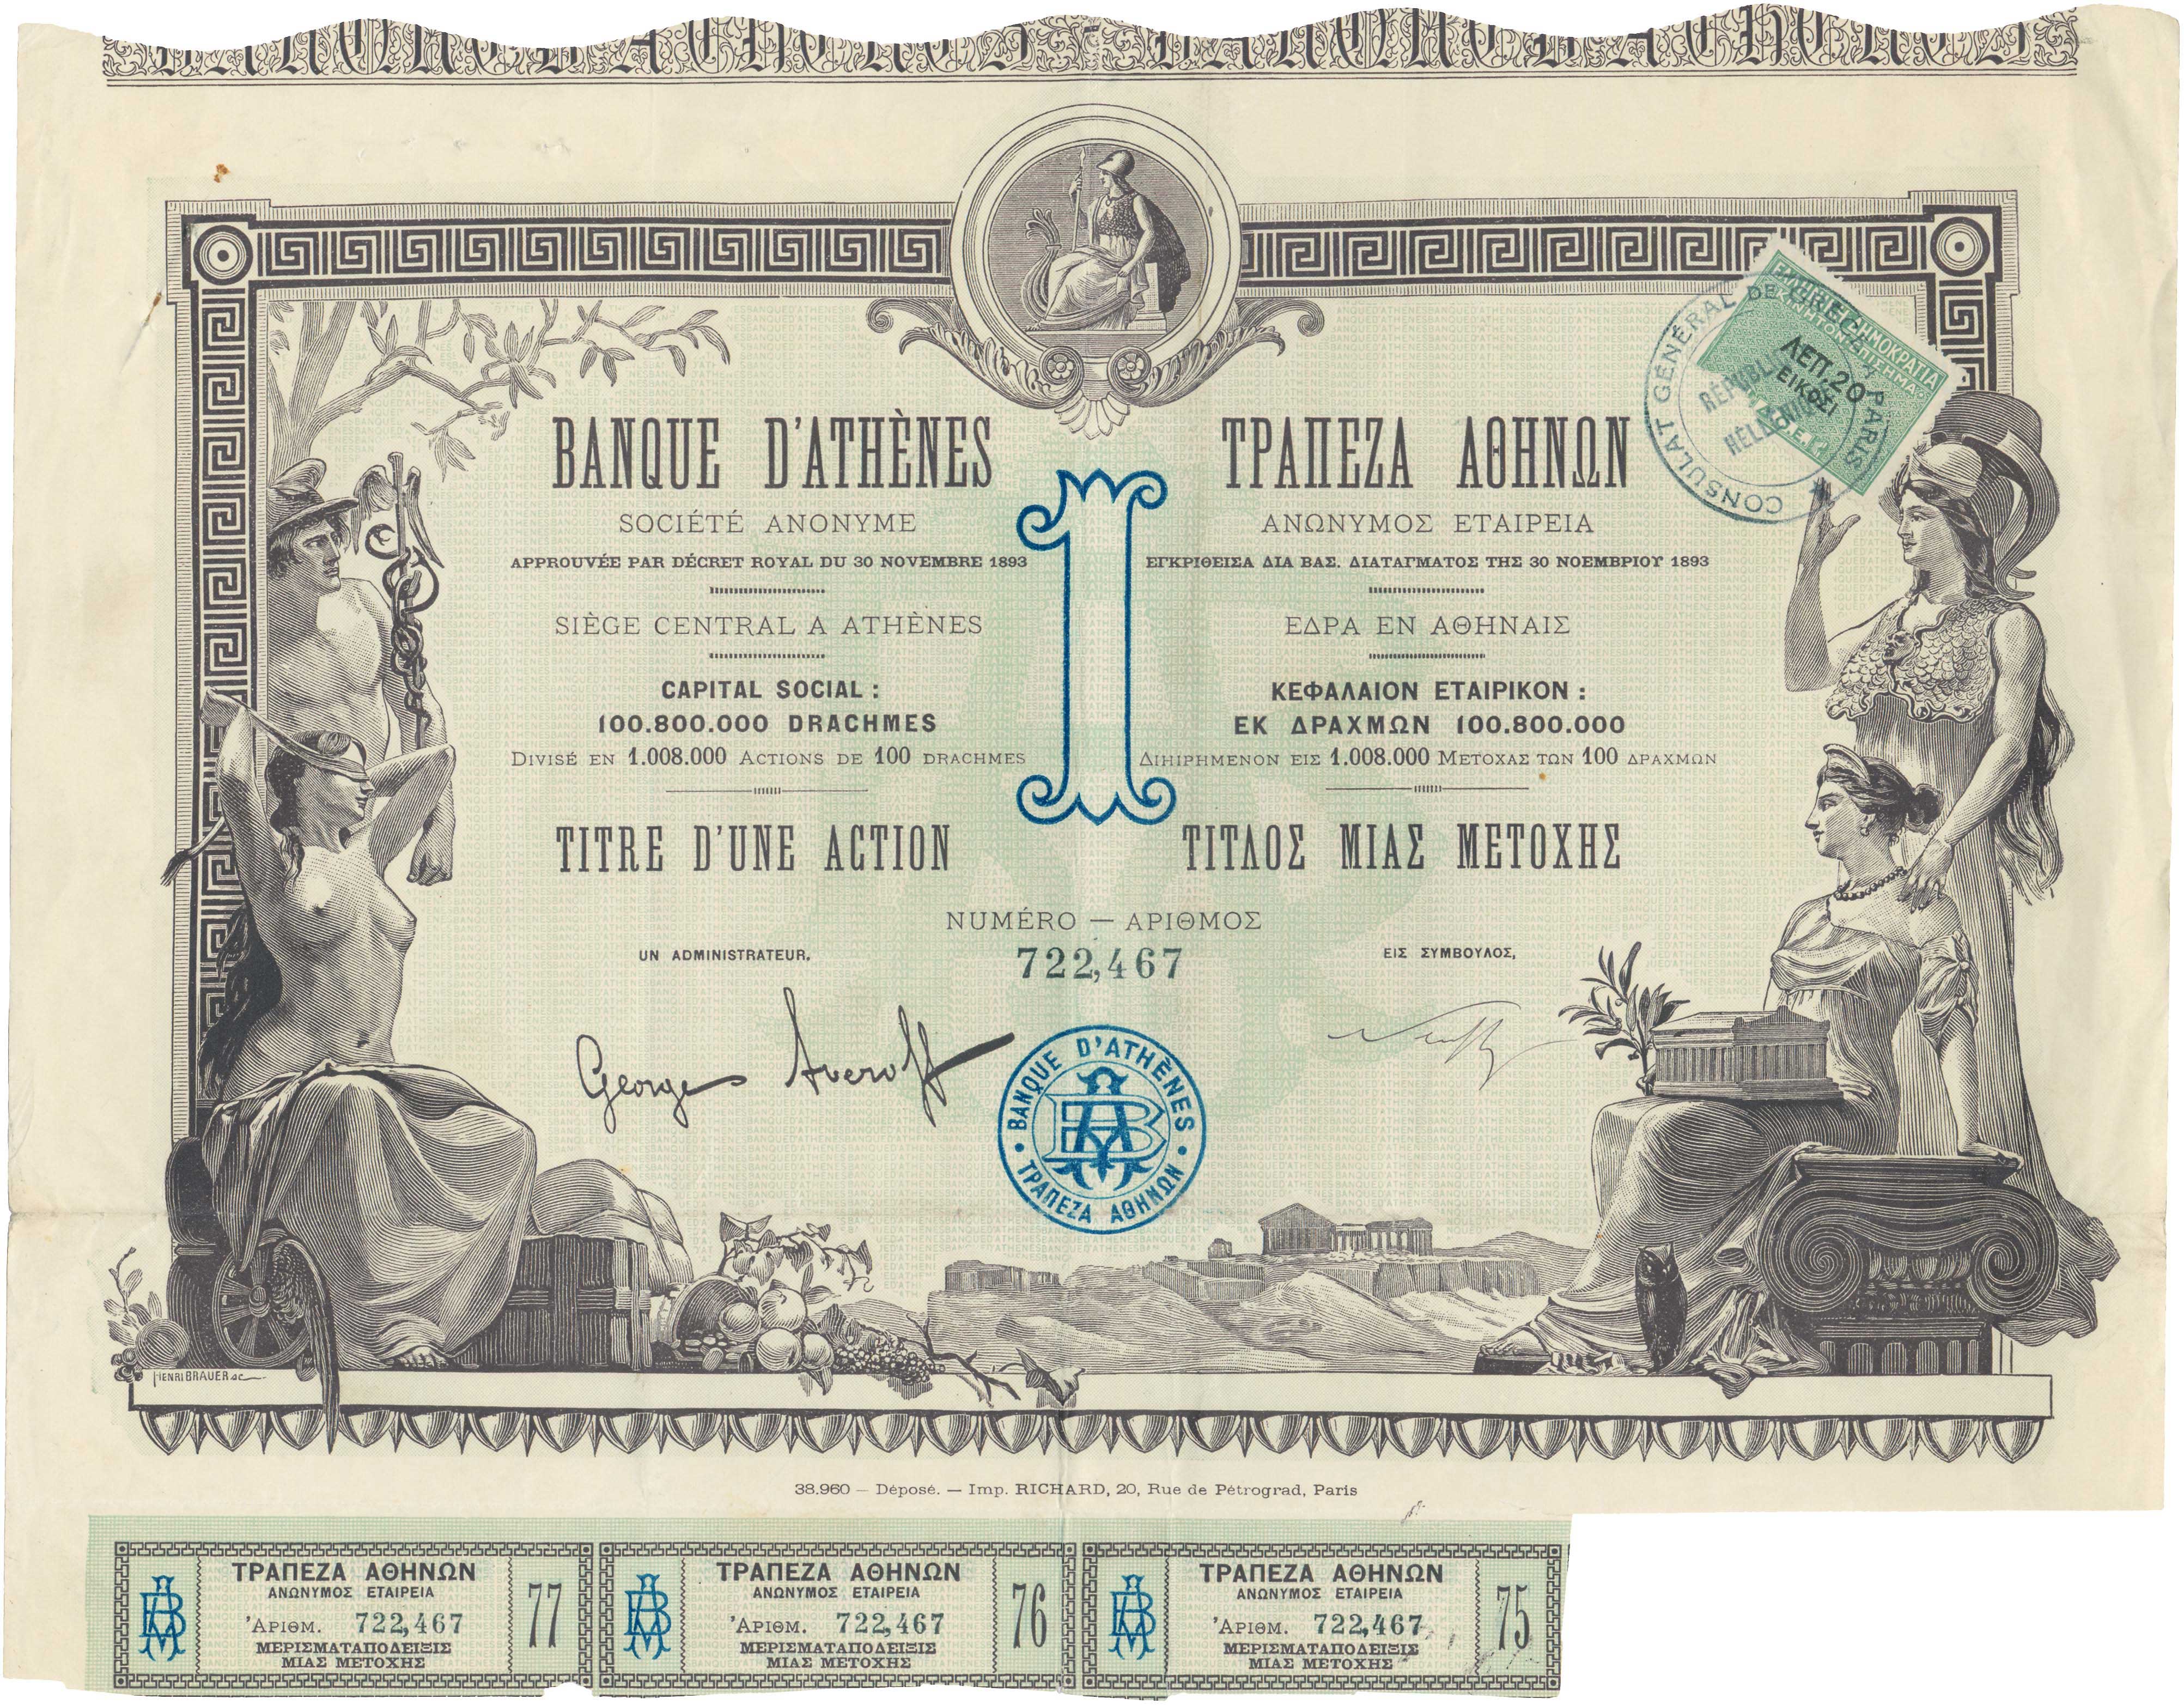 BANQUE D'ATHÈNES
SOCIÉTÉ ANONYME
APPROUVÉE PAR DÉCRET ROYAL DU 30 NOVEMBRE 1893
SIÈGE CENTRAL A ATHÈNES
CAPITAL SOCIAL :
100.800.000 DRACHMES
DIVISÉ EN 1.008.000 ACTIONS DE 100 DRACHMES
TITRE D'UNE ACTION
1
ΤΡΑΠΕΖΑ ΑΘΗΝΩΝ
ΑΝΩΝΥΜΟΣ ΕΤΑΙΡΕΙΑ
ΕΓΚΡΙΘΕΙΣΑ ΔΙΑ ΒΑΣ. ΔΙΑΤΑΓΜΑΤΟΣ ΤΗΣ 30 ΝΟΕΜΒΡΙΟΥ 1893
ΕΔΡΑ ΕΝ ΑΘΗΝΑΙΣ
ΚΕΦΑΛΑΙΟΝ ΕΤΑΙΡΙΚΟΝ :
ΕΚ ΔΡΑΧΜΩΝ 100.800.000
ΔΙΗΙΡΗΜΕΝΟΝ ΕΙΣ 1.008.000 ΜΕΤΟΧΑΣ ΤΩΝ 100 ΔΡΑΧΜΩΝ
ΤΙΤΛΟΣ ΜΙΑΣ ΜΕΤΟΧΗΣ
ΕΛΛΗΝΙΚΗ ΔΗΜΟΚΡΑΤΙΑ
ΚΙΝΗΤΟΝ ΕΠΙΣΗΜΑ
ΛΕΠ. 20
ΕΙΚΟΣΙ
CONSULAT GÉNÉRAL DE GRÈCE PARIS
RÉPUBLIQUE
HELLÉNIQUE
NUMÉRO — ΑΡΙΘΜΟΣ
722,467
UN ADMINISTRATEUR,
ΕΙΣ ΣΥΜΒΟΥΛΟΣ,
George Averoff
BANQUE D'ATHÈNES
ΤΡΑΠΕΖΑ ΑΘΗΝΩΝ
HENRI BRAUER SC
38.960 — Déposé. — Imp. RICHARD, 20, Rue de Pétrograd, Paris
ΤΡΑΠΕΖΑ ΑΘΗΝΩΝ
ΑΝΩΝΥΜΟΣ ΕΤΑΙΡΕΙΑ
'ΑΡΙΘΜ. 722,467
ΜΕΡΙΣΜΑΤΑΠΟΔΕΙΞΙΣ
ΜΙΑΣ ΜΕΤΟΧΗΣ
77
ΤΡΑΠΕΖΑ ΑΘΗΝΩΝ
ΑΝΩΝΥΜΟΣ ΕΤΑΙΡΕΙΑ
'ΑΡΙΘΜ. 722,467
ΜΕΡΙΣΜΑΤΑΠΟΔΕΙΞΙΣ
ΜΙΑΣ ΜΕΤΟΧΗΣ
76
ΤΡΑΠΕΖΑ ΑΘΗΝΩΝ
ΑΝΩΝΥΜΟΣ ΕΤΑΙΡΕΙΑ
'ΑΡΙΘΜ. 722,467
ΜΕΡΙΣΜΑΤΑΠΟΔΕΙΞΙΣ
ΜΙΑΣ ΜΕΤΟΧΗΣ
75